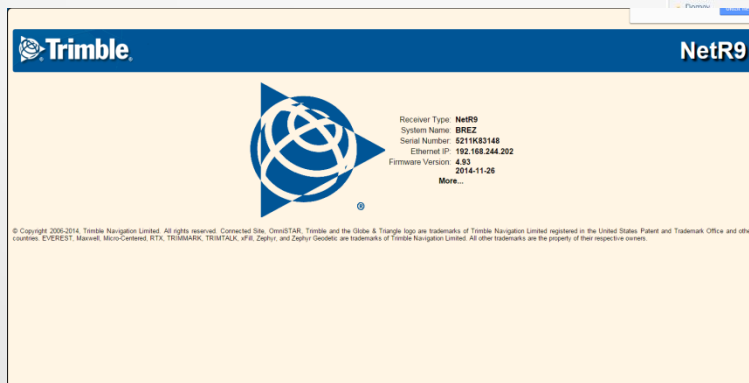 Trimble
NetR9
Receiver Type: NetR9
System Name: BREZ
Serial Number: 5211K83148
Ethernet IP: 192.168.244.202
Firmware Version: 4.93
2014-11-26
More...
®
© Copyright 2006-2014, Trimble Navigation Limited. All rights reserved. Connected Site, OmniSTAR, Trimble and the Globe & Triangle logo are trademarks of Trimble Navigation Limited registered in the United States Patent and Trademark Office and othe
countries. EVEREST, Maxwell, Micro-Centered, RTX, TRIMMARK, TRIMTALK, xFill, Zephyr, and Zephyr Geodetic are trademarks of Trimble Navigation Limited. All other trademarks are the property of their respective owners.